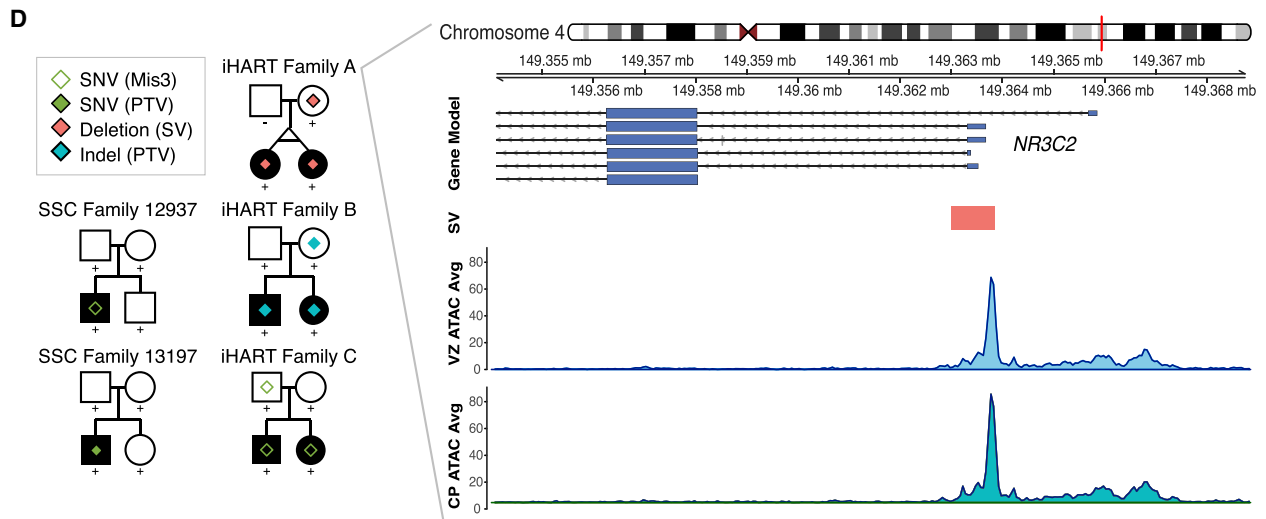 D
SNV (Mis3)
SNV (PTV)
Deletion (SV)
Indel (PTV)
iHART Family A
-
+
+
+
SSC Family 12937
+
+
+
+
iHART Family B
+
+
+
+
SSC Family 13197
+
+
+
+
iHART Family C
+
+
+
+
Chromosome 4
149.355 mb 149.357 mb 149.359 mb 149.361 mb 149.363 mb 149.365 mb 149.367 mb
149.356 mb 149.358 mb 149.360 mb 149.362 mb 149.364 mb 149.366 mb 149.368 mb
Gene Model
NR3C2
SV
VZ ATAC Avg
80
60
40
20
0
CP ATAC Avg
80
60
40
20
0